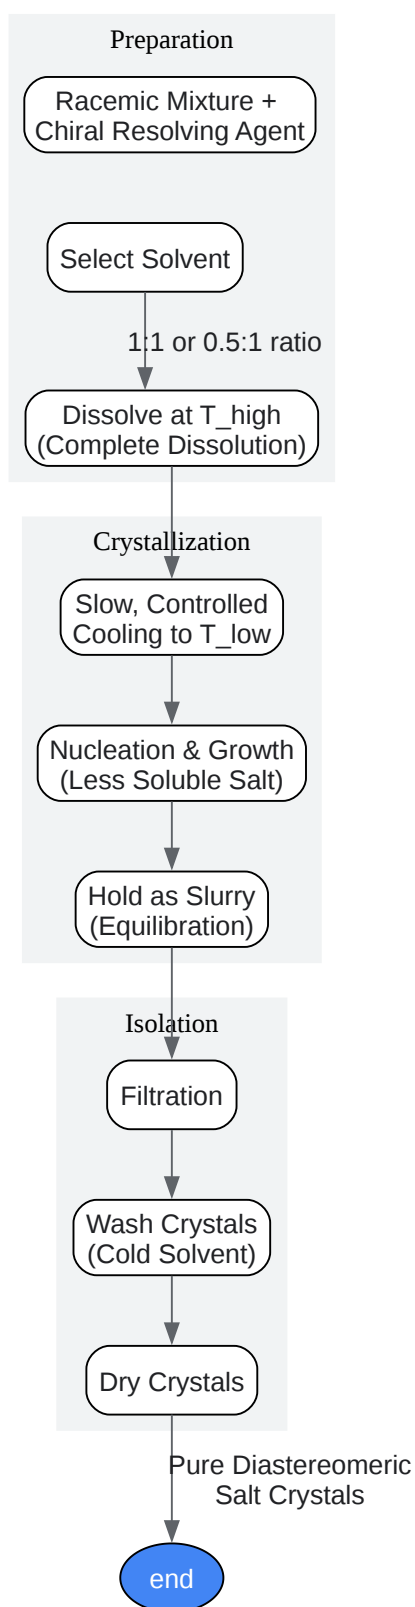 Preparation
Racemic Mixture +
Chiral Resolving Agent
Select Solvent
1:1 or 0.5:1 ratio
Dissolve at T_high
(Complete Dissolution)
Crystallization
Slow, Controlled
Cooling to T_low
Nucleation & Growth
(Less Soluble Salt)
Hold as Slurry
(Equilibration)
Isolation
Filtration
Wash Crystals
(Cold Solvent)
Dry Crystals
Pure Diastereomeric
Salt Crystals
end